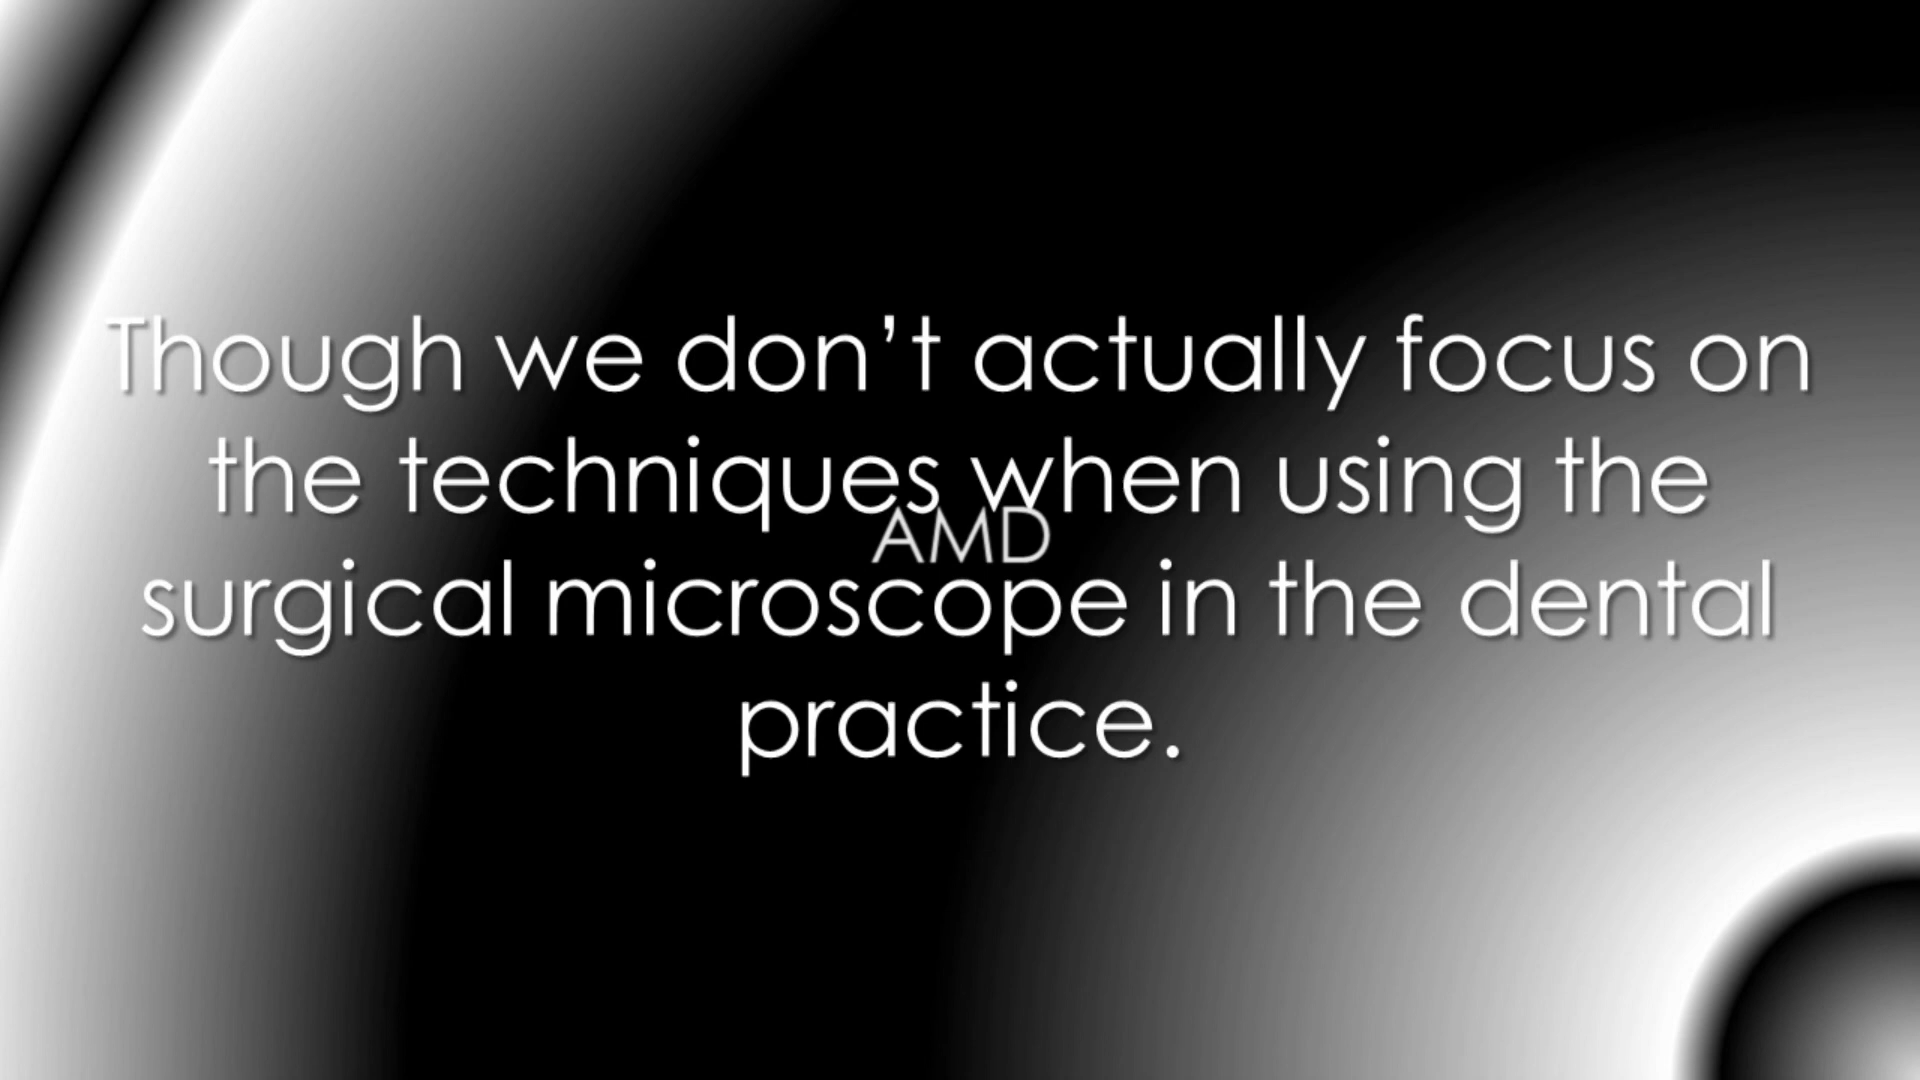 Though we don’t actually focus on
the techniques when using the
AMD
surgical microscope in the dental
practice.